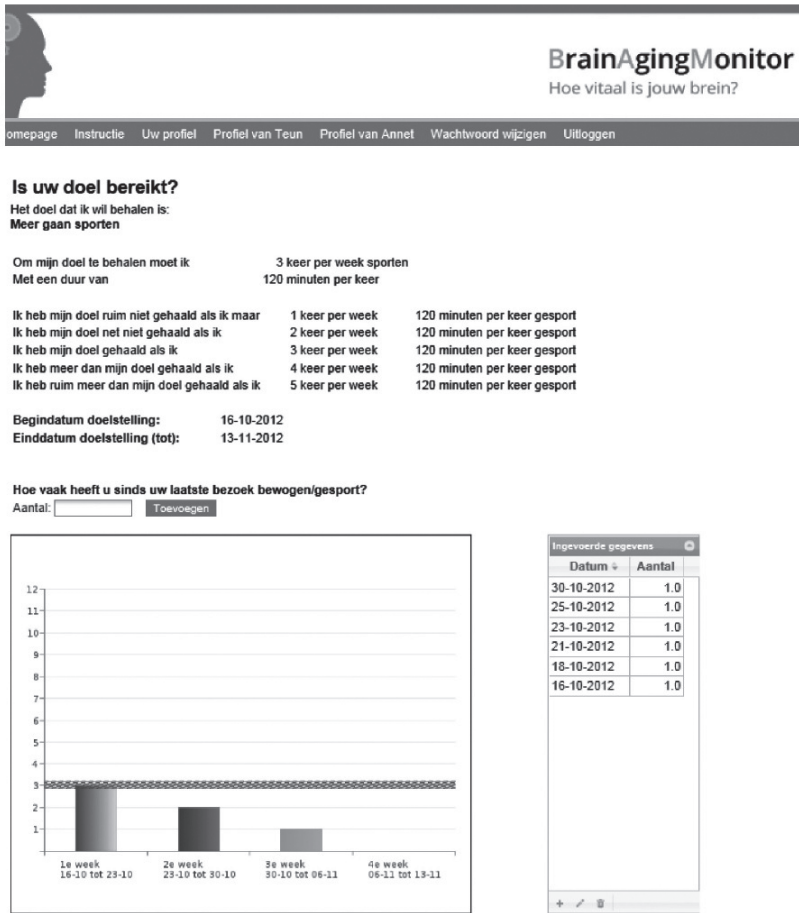 BrainAgingMonitor
Hoe vitaal is jouw brein?
omepage Instructie Uw profiel Profiel van Teun Profiel van Annet Wachtwoord wijzigen Uitloggen
Is uw doel bereikt?
Het doel dat ik wil behalen is:
Meer gaan sporten
Om mijn doel te behalen moet ik 3 keer per week sporten
Met een duur van 120 minuten per keer
Ik heb mijn doel ruim niet gehaald als ik maar 1 keer per week 120 minuten per keer gesport
Ik heb mijn doel net niet gehaald als ik 2 keer per week 120 minuten per keer gesport
Ik heb mijn doel gehaald als ik 3 keer per week 120 minuten per keer gesport
Ik heb meer dan mijn doel gehaald als ik 4 keer per week 120 minuten per keer gesport
Ik heb ruim meer dan mijn doel gehaald als ik 5 keer per week 120 minuten per keer gesport
Begindatum doelstelling: 16-10-2012
Einddatum doelstelling (tot): 13-11-2012
Hoe vaak heeft u sinds uw laatste bezoek bewogen/gesport?
Aantal: Toevoegen
12
11
10
9
8
7
6
5
4
3
2
1
1e week 2e week 3e week 4e week
16-10 tot 23-10 23-10 tot 30-10 30-10 tot 06-11 06-11 tot 13-11
Ingevoerde gegevens
Datum Aantal
30-10-2012 1.0
25-10-2012 1.0
23-10-2012 1.0
21-10-2012 1.0
18-10-2012 1.0
16-10-2012 1.0